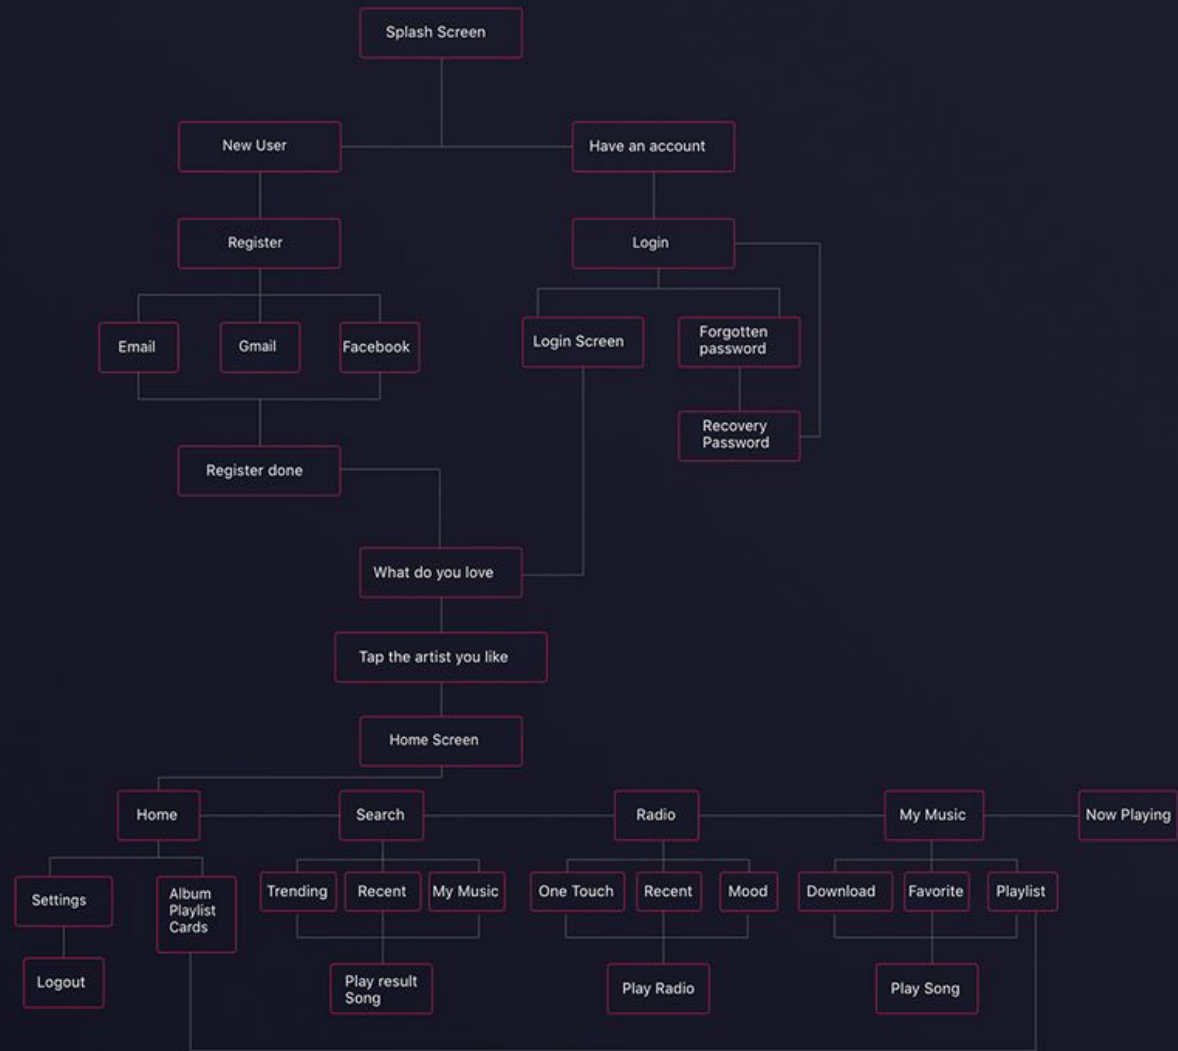 Splash Screen
New User
Have an account
Register
Login
Email
Gmail
Facebook
Login Screen
Forgotten
password
Recovery
Password
Register done
What do you love
Tap the artist you like
Home Screen
Home
Search
Radio
My Music
Now Playing
Settings
Album
Playlist
Cards
Trending
Recent
My Music
One Touch
Recent
Mood
Download
Favorite
Playlist
Logout
Play result
Song
Play Radio
Play Song